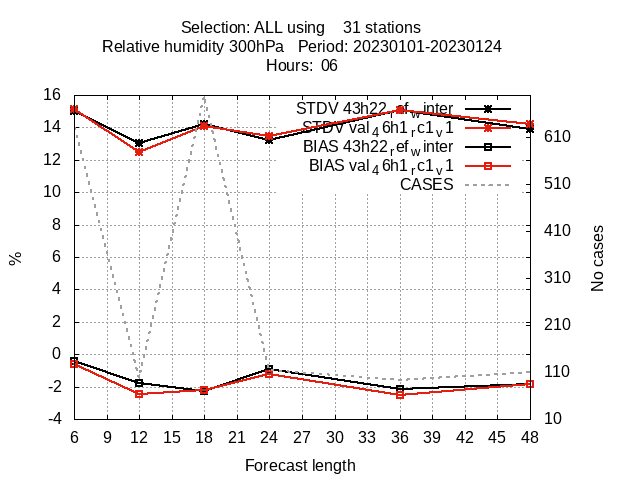 Selection: ALL using    31 stations
Relative humidity 300hPa   Period: 20230101-20230124
Hours:  06
STDV 43h22_ref_winter
STDV val_46h1_rc1_v1
BIAS 43h22_ref_winter
BIAS val_46h1_rc1_v1
CASES
%
16
14
12
10
8
6
4
2
0
-2
-4
610
510
410
310
210
110
10
No cases
6 9 12 15 18 21 24 27 30 33 36 39 42 45 48
Forecast length